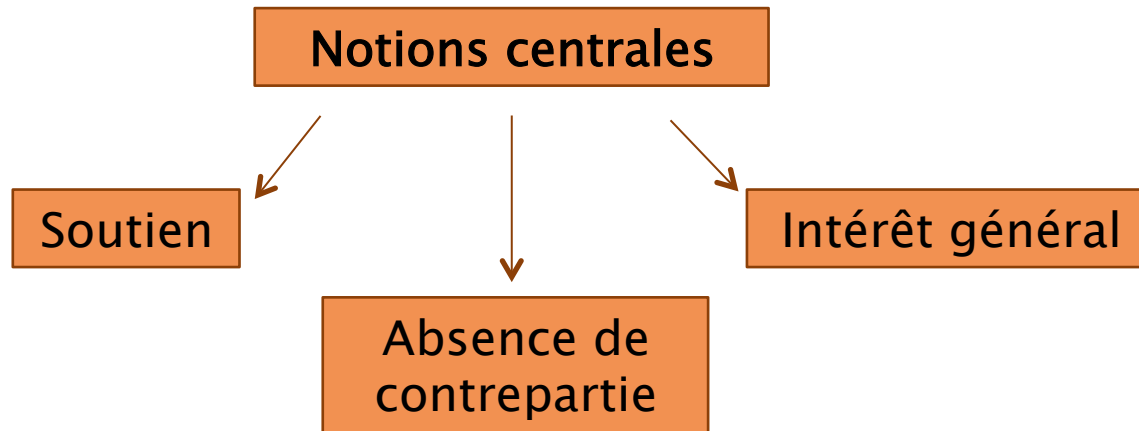 Notions centrales
Soutien
Intérêt général
Absence de
contrepartie